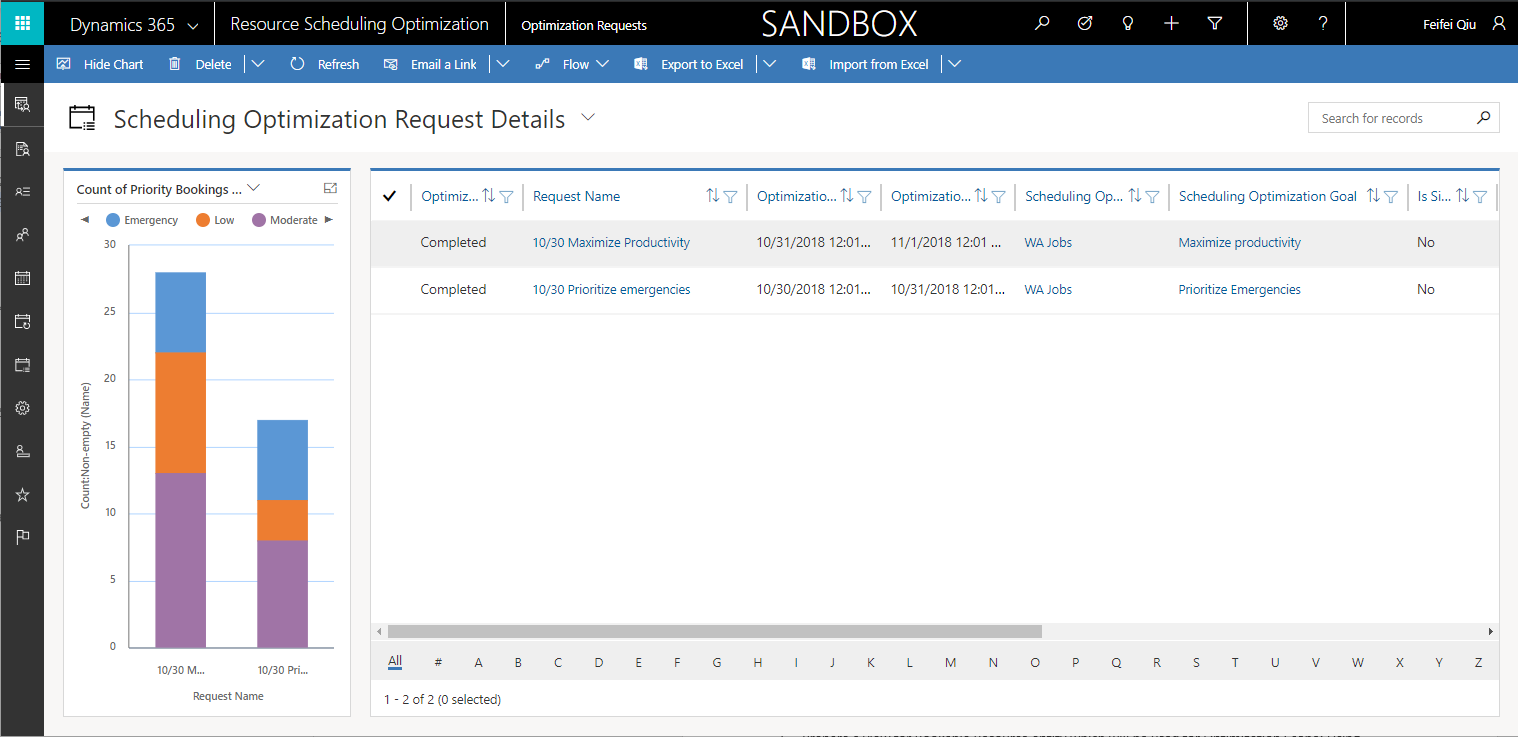 Dynamics 365 Resource Scheduling Optimization Optimization Requests SANDBOX ? Feifei Qiu
Hide Chart Delete Refresh Email a Link Flow Export to Excel Import from Excel
Scheduling Optimization Request Details
Search for records
Count of Priority Bookings ...
Emergency Low Moderate
30
25
20
15
10
5
0
Count:Non-empty (Name)
10/30 M... 10/30 Pri...
Request Name
Optimiz... Request Name Optimizatio... Optimizatio... Scheduling Op... Scheduling Optimization Goal Is Si...
Completed 10/30 Maximize Productivity 10/31/2018 12:01... 11/1/2018 12:01 ... WA Jobs Maximize productivity No
Completed 10/30 Prioritize emergencies 10/30/2018 12:01... 10/31/2018 12:01... WA Jobs Prioritize Emergencies No
All # A B C D E F G H I J K L M N O P Q R S T U V W X Y Z
1 - 2 of 2 (0 selected)